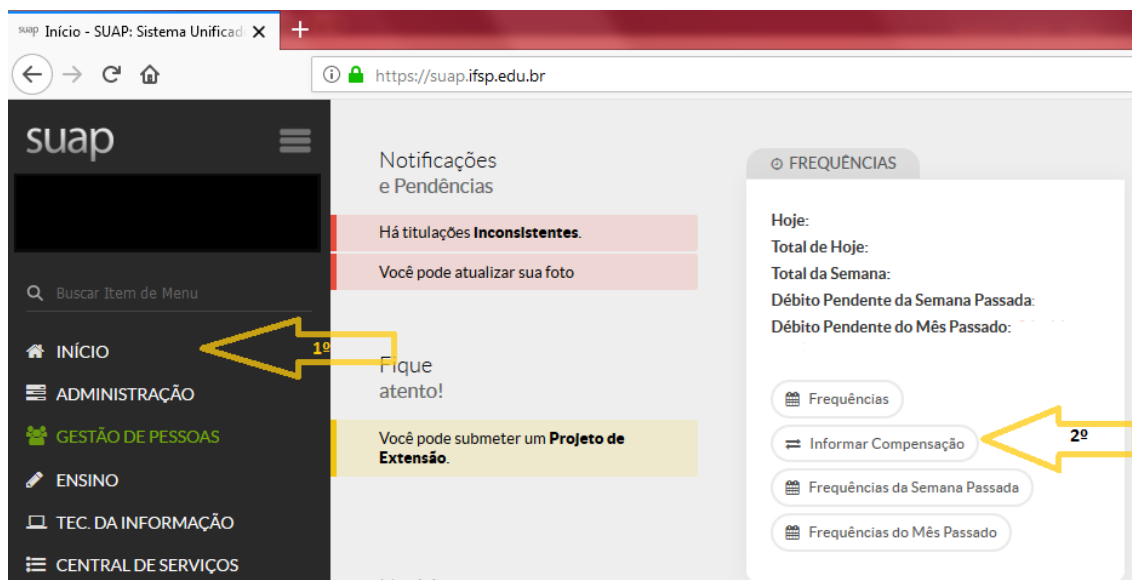 suap Início - SUAP: Sistema Unificad
https://suap.ifsp.edu.br
suap
Buscar Item de Menu
INÍCIO
1º
ADMINISTRAÇÃO
GESTÃO DE PESSOAS
ENSINO
TEC. DA INFORMAÇÃO
CENTRAL DE SERVIÇOS
Notificações
e Pendências
Há titulações Inconsistentes.
Você pode atualizar sua foto
Fique
atento!
Você pode submeter um Projeto de
Extensão.
FREQUÊNCIAS
Hoje:
Total de Hoje:
Total da Semana:
Débito Pendente da Semana Passada:
Débito Pendente do Mês Passado:
Frequências
Informar Compensação
2º
Frequências da Semana Passada
Frequências do Mês Passado